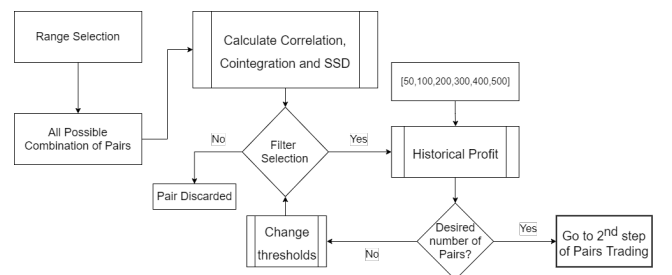 Range Selection
Calculate Correlation,
Cointegration and SSD
[50,100,200,300,400,500]
All Possible
Combination of Pairs
No
Filter
Selection
Yes
Historical Profit
Pair Discarded
Change
thresholds
No
Desired
number of
Pairs?
Yes
Go to 2nd step
of Pairs Trading